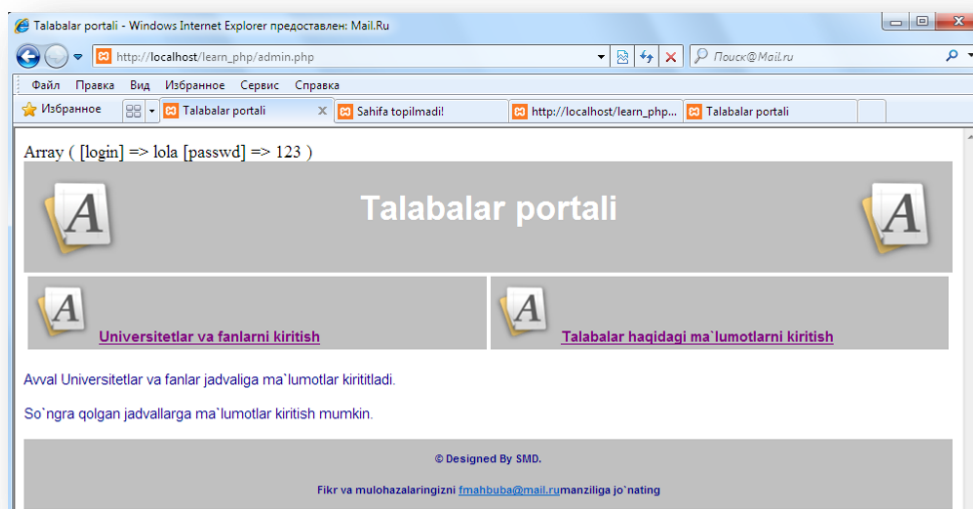 Talabalar portali - Windows Internet Explorer предоставлен: Mail.Ru
http://localhost/learn_php/admin.php
Поиск@Mail.ru
Файл Правка Вид Избранное Сервис Справка
Избранное Talabalar portali X Sahifa topilmadi! http://localhost/learn_php... Talabalar portali
Array ( [login] => lola [passwd] => 123 )
A Talabalar portali A
A Universitetlar va fanlarni kiritish A Talabalar haqidagi ma`lumotlarni kiritish
Avval Universitetlar va fanlar jadvaliga ma`lumotlar kirititladi.
So`ngra qolgan jadvallarga ma`lumotlar kiritish mumkin.
© Designed By SMD.
Fikr va mulohazalaringizni fmahbuba@mail.rumanziliga jo`nating